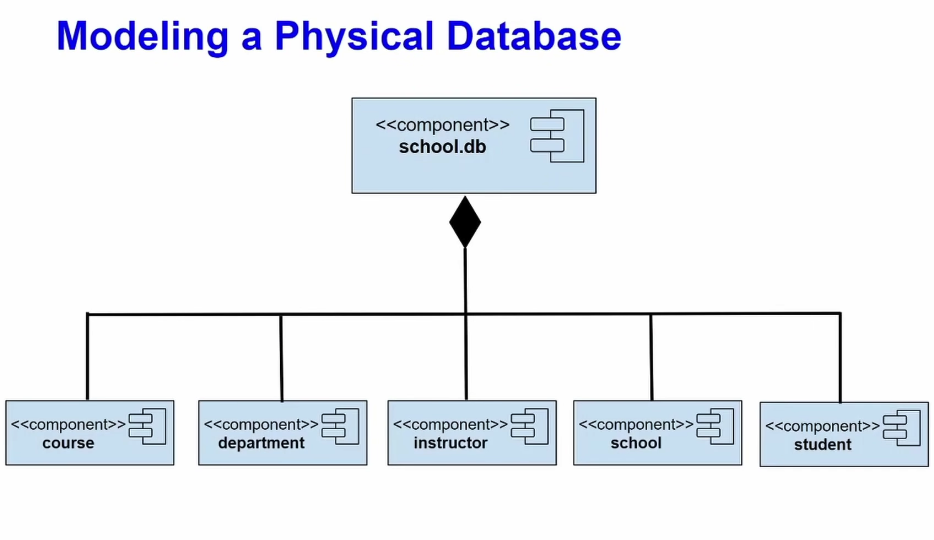 Modeling a Physical Database
<<component>>
school.db
<<component>>
course
<<component>>
department
<<component>>
instructor
<<component>>
school
<<component>>
student